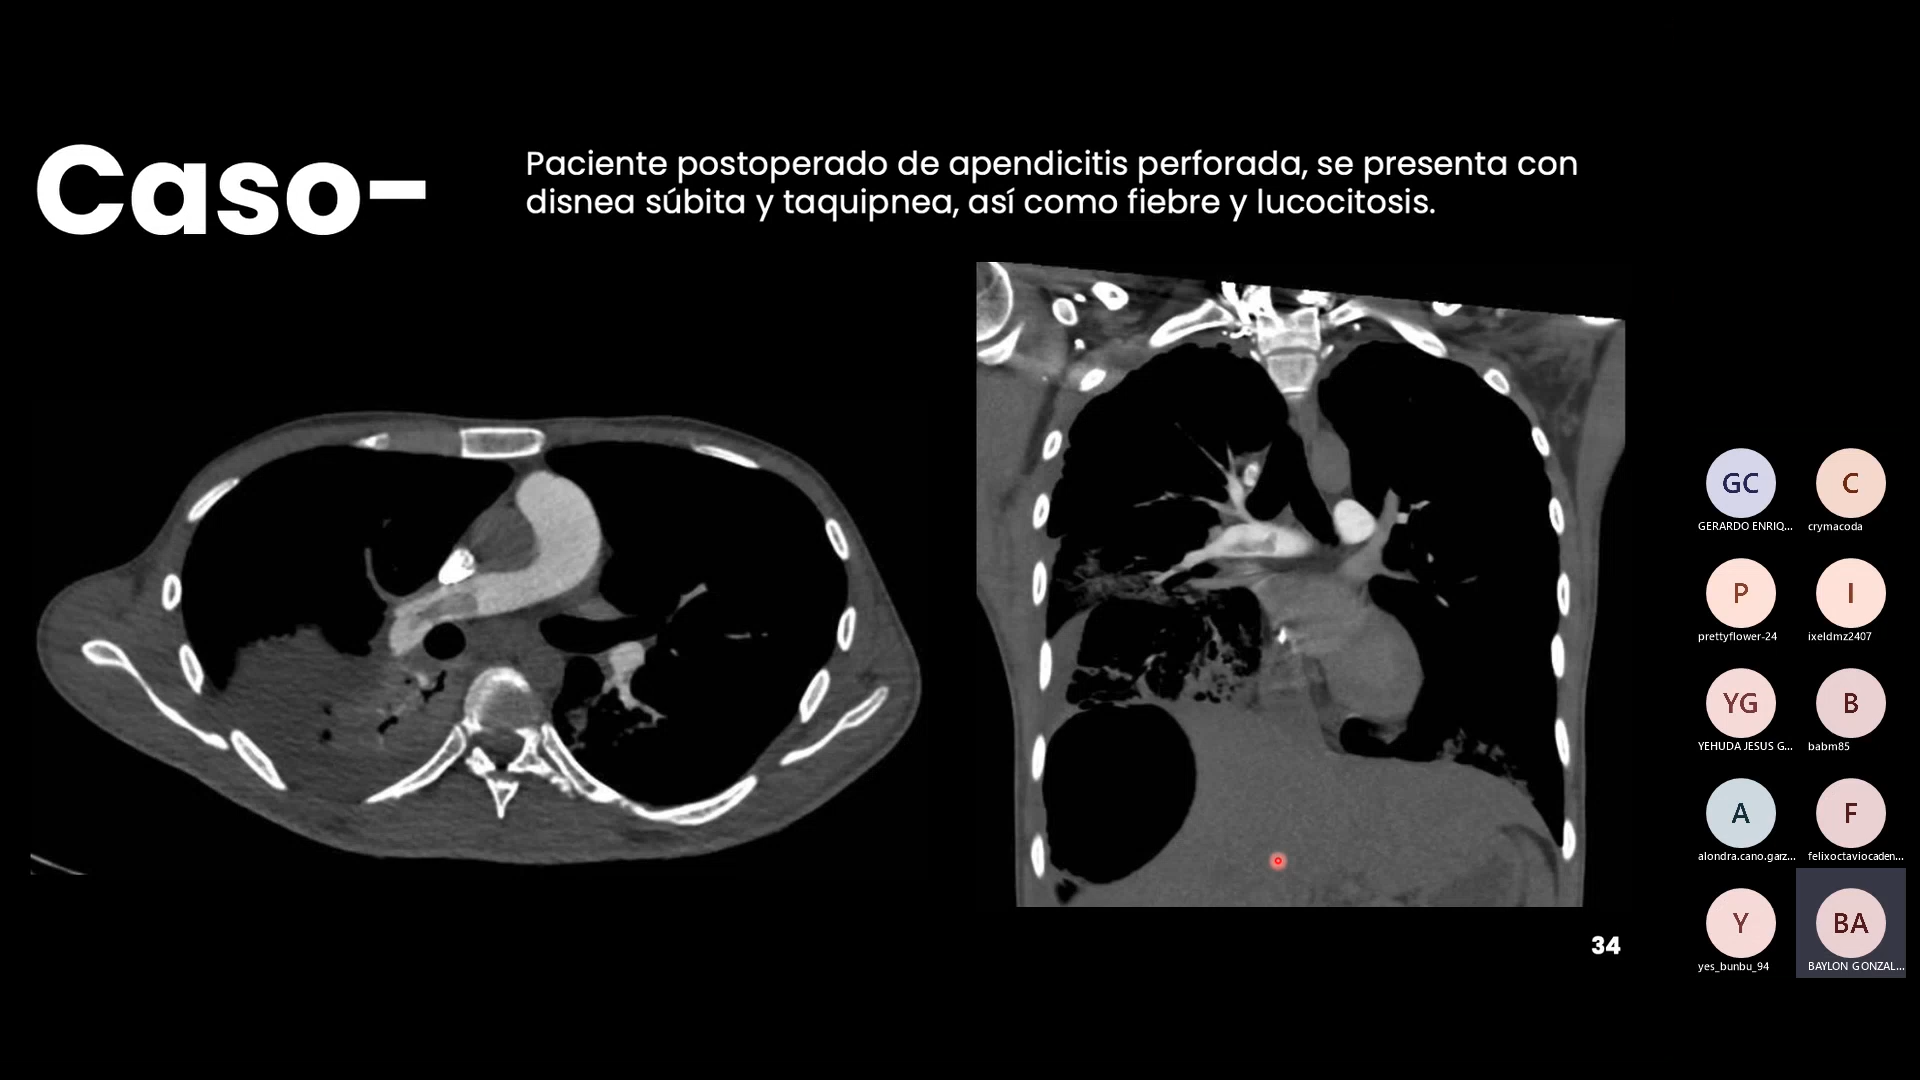 Caso-
Paciente postoperado de apendicitis perforada, se presenta con
disnea súbita y taquipnea, así como fiebre y lucocitosis.
GC
C
GERARDO ENRIQ...
crymacoda
P
I
prettyflower-24
ixeldmz2407
YG
B
YEHUDA JESUS G...
babm85
A
F
alondra.cano.garz...
felixoctaviocaden...
Y
BA
yes_bunbu_94
BAYLON GONZAL...
34